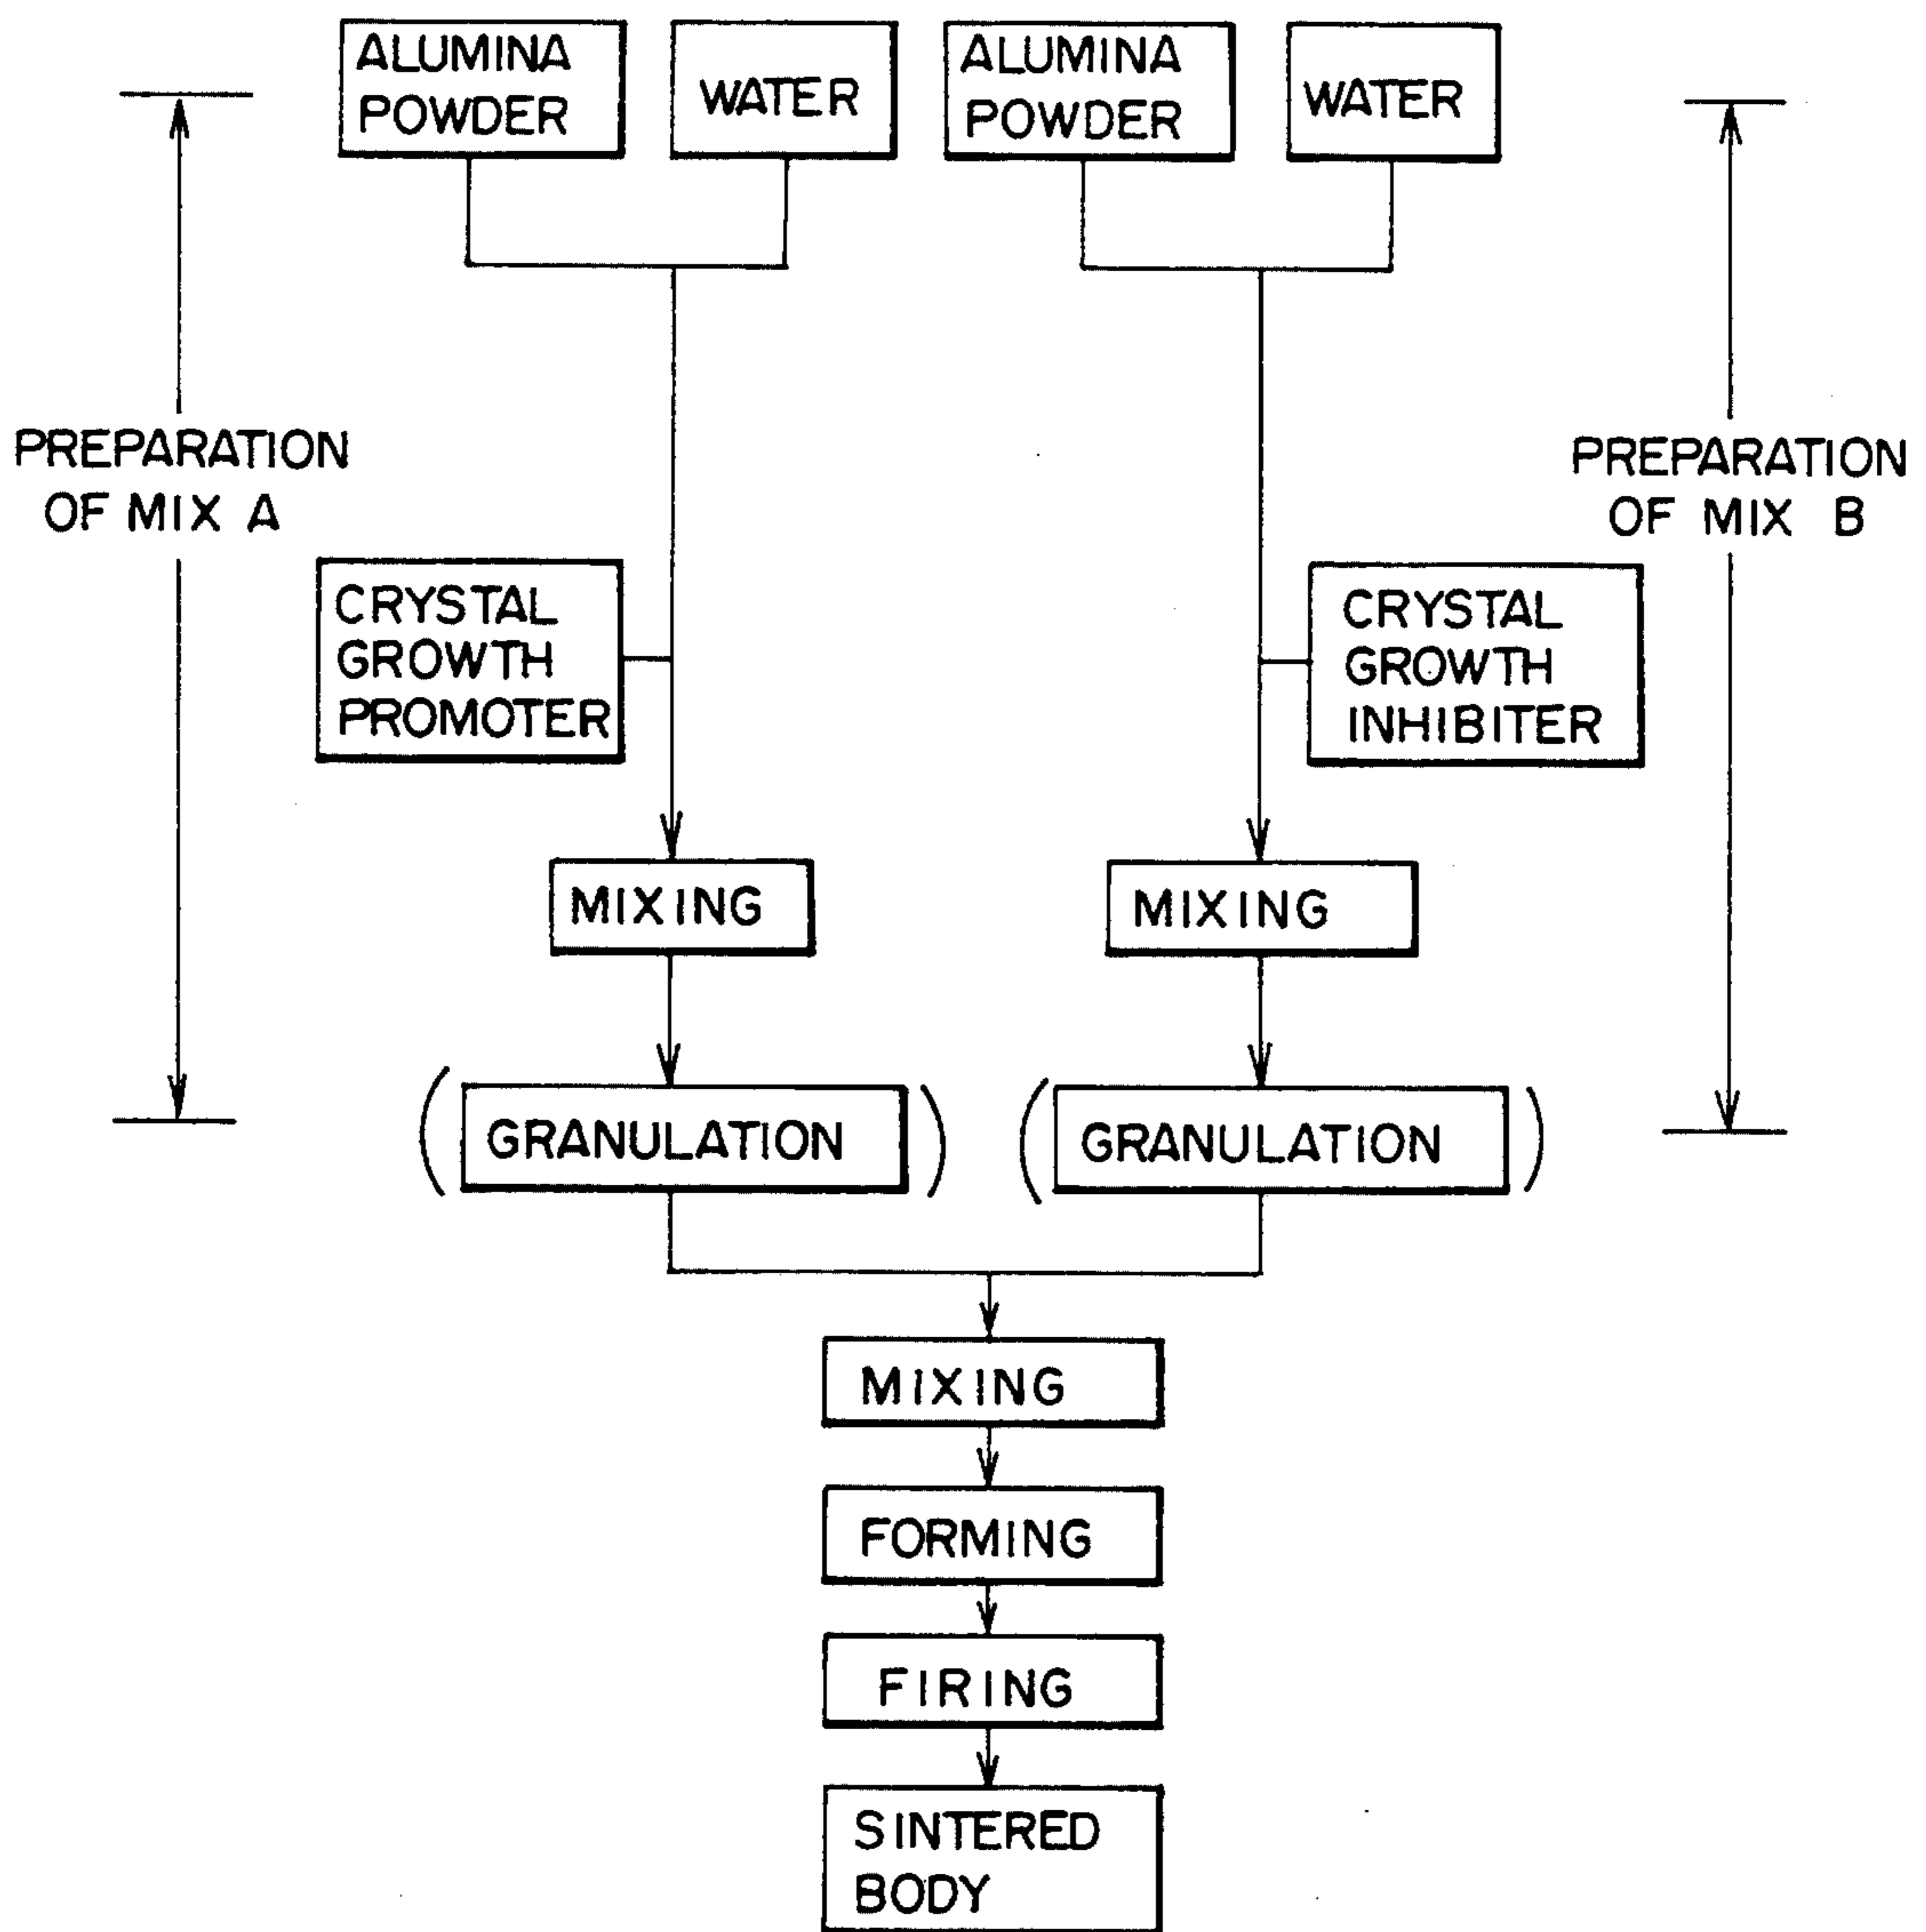 ALUMINA
POWDER
WATER
ALUMINA
POWDER
WATER
PREPARATION
OF MIX A
PREPARATION
OF MIX B
CRYSTAL
GROWTH
PROMOTER
CRYSTAL
GROWTH
INHIBITER
MIXING
MIXING
(GRANULATION)
(GRANULATION)
MIXING
FORMING
FIRING
SINTERED
BODY